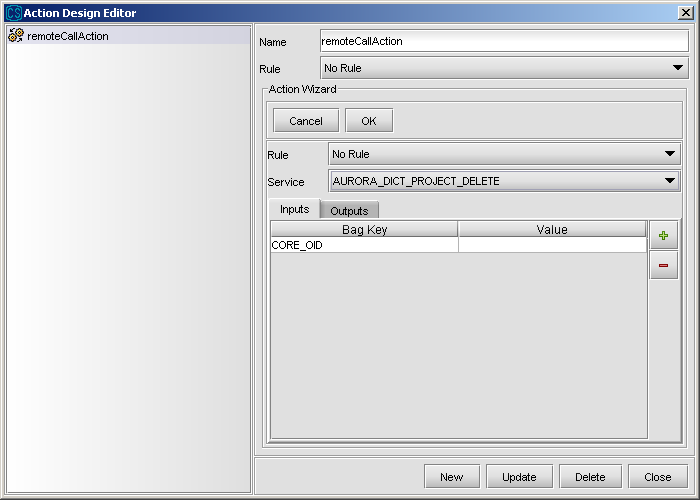 CS Action Design Editor
remoteCallAction
Name remoteCallAction
Rule No Rule
Action Wizard
Cancel OK
Rule No Rule
Service AURORA_DICT_PROJECT_DELETE
Inputs Outputs
Bag Key Value
CORE_OID
New Update Delete Close